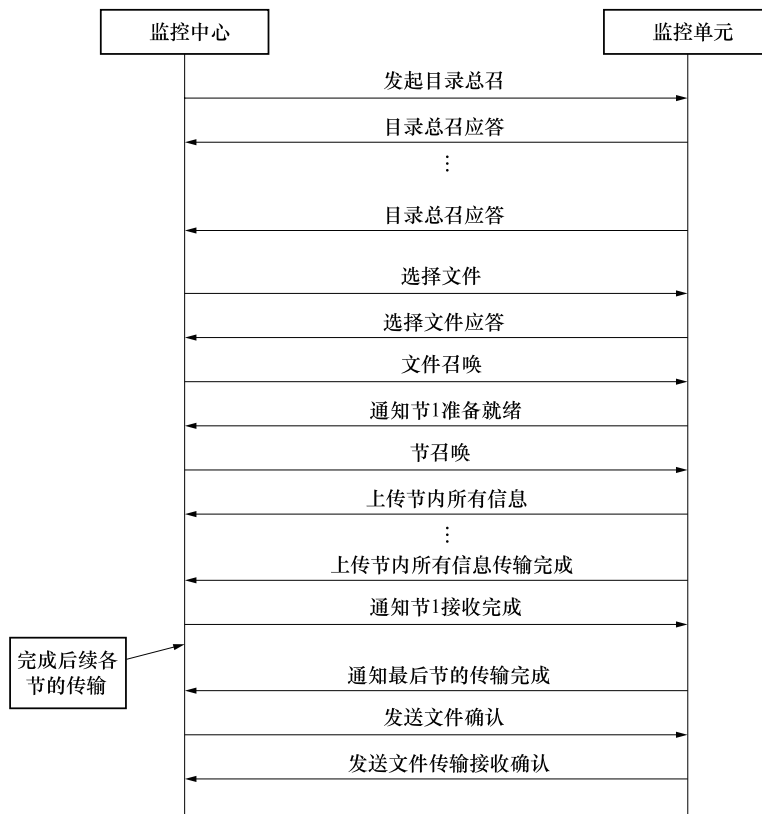 监控中心
监控单元
发起目录总召
目录总召应答
⋮
目录总召应答
选择文件
选择文件应答
文件召唤
通知节1准备就绪
节召唤
上传节内所有信息
⋮
上传节内所有信息传输完成
通知节1接收完成
完成后续各
节的传输
通知最后节的传输完成
发送文件确认
发送文件传输接收确认